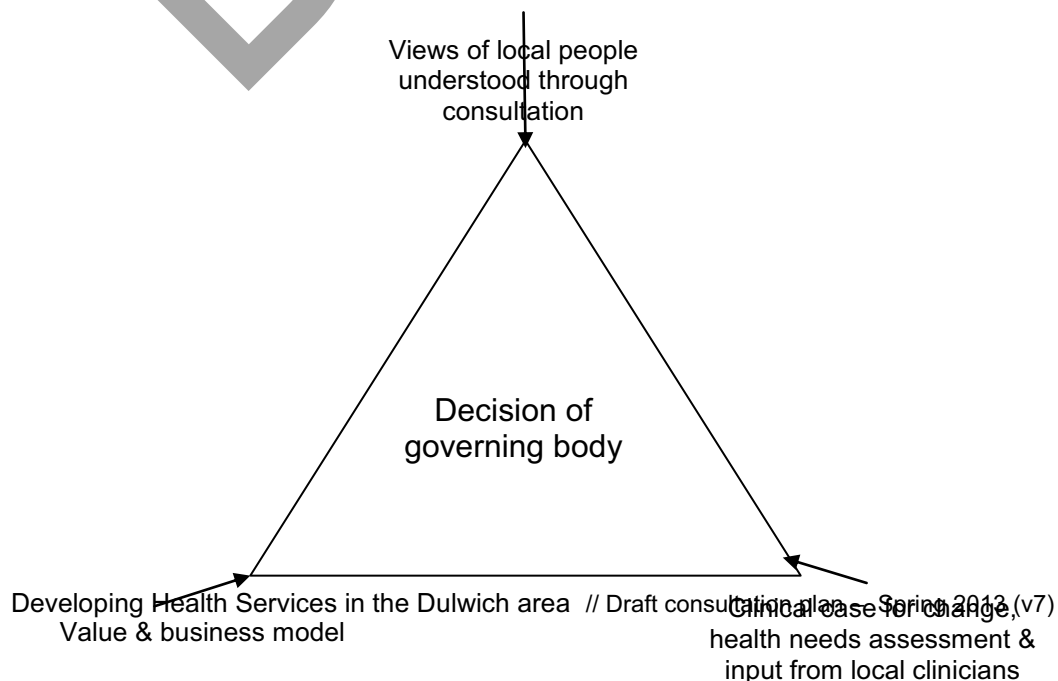 Views of local people
understood through
consultation
Decision of
governing body
Developing Health Services in the Dulwich area // Draft consultation plan – Spring 2013 (v7)
Value & business model
Clinical case for change,
health needs assessment &
input from local clinicians